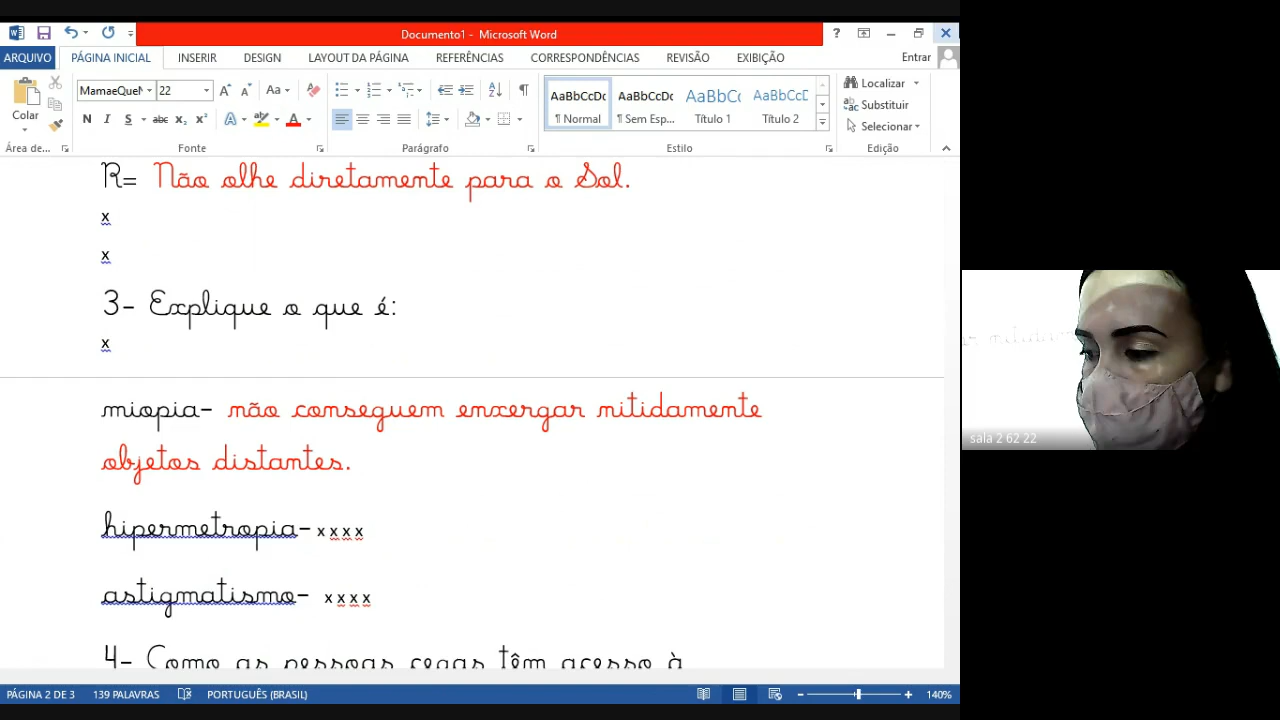 Documento1 - Microsoft Word
?
ARQUIVO PÁGINA INICIAL INSERIR DESIGN LAYOUT DA PÁGINA REFERÊNCIAS CORRESPONDÊNCIAS REVISÃO EXIBIÇÃO Entrar
Colar
MamaeQueN 22
AaBbCcDc AaBbCcDc AaBbC AaBbCcD
¶ Normal ¶ Sem Esp... Título 1 Título 2
Localizar
Substituir
Selecionar
Área de... Fonte Parágrafo Estilo Edição
R= Não olhe diretamente para o Sol.
x
x
3- Explique o que é:
x
miopia- não conseguem enxergar nitidamente
objetos distantes.
hipermetropia- x x x x
astigmatismo- x x x x
4- Como as pessoas cegas têm acesso à
sala 2 62 22
PÁGINA 2 DE 3 139 PALAVRAS PORTUGUÊS (BRASIL) 140%